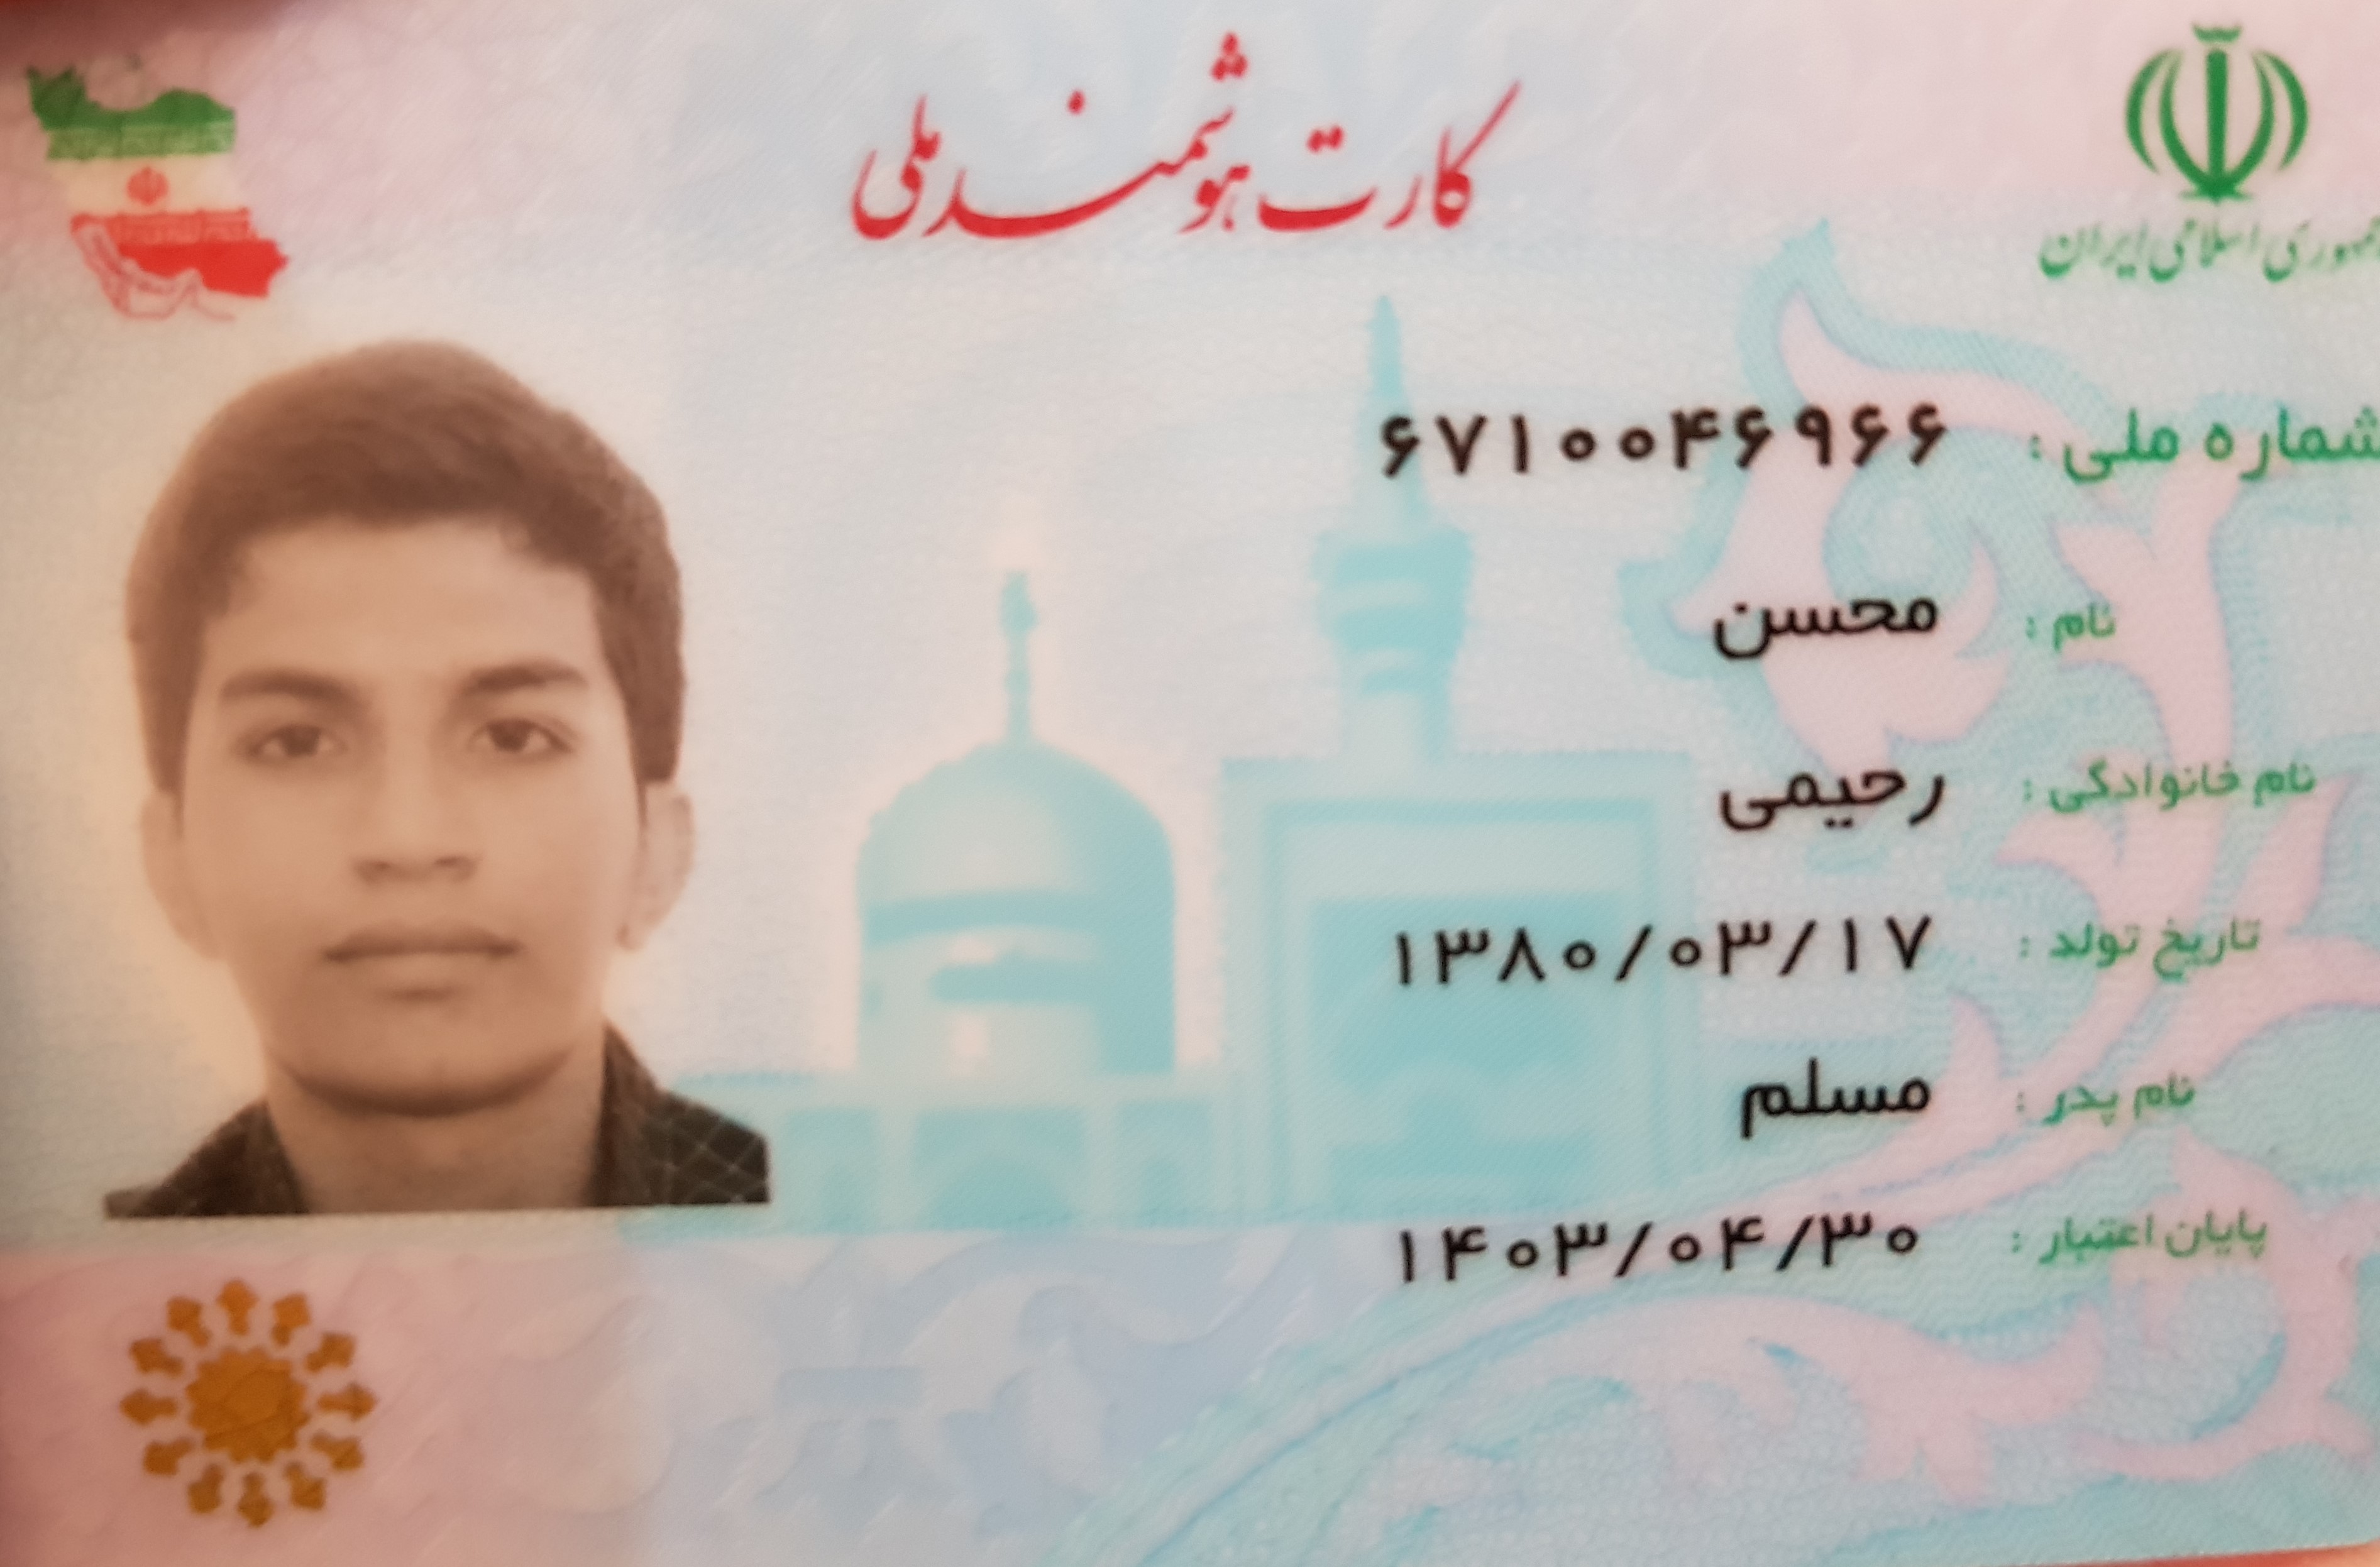 کارت هوشمند ملی
جمهوری اسلامی ایران
شماره ملی : ۶۷۱۰۰۴۶۹۶۶
نام : محسن
نام خانوادگی : رحیمی
تاریخ تولد : ۱۳۸۰/۰۳/۱۷
نام پدر : مسلم
پایان اعتبار : ۱۴۰۳/۰۴/۳۰